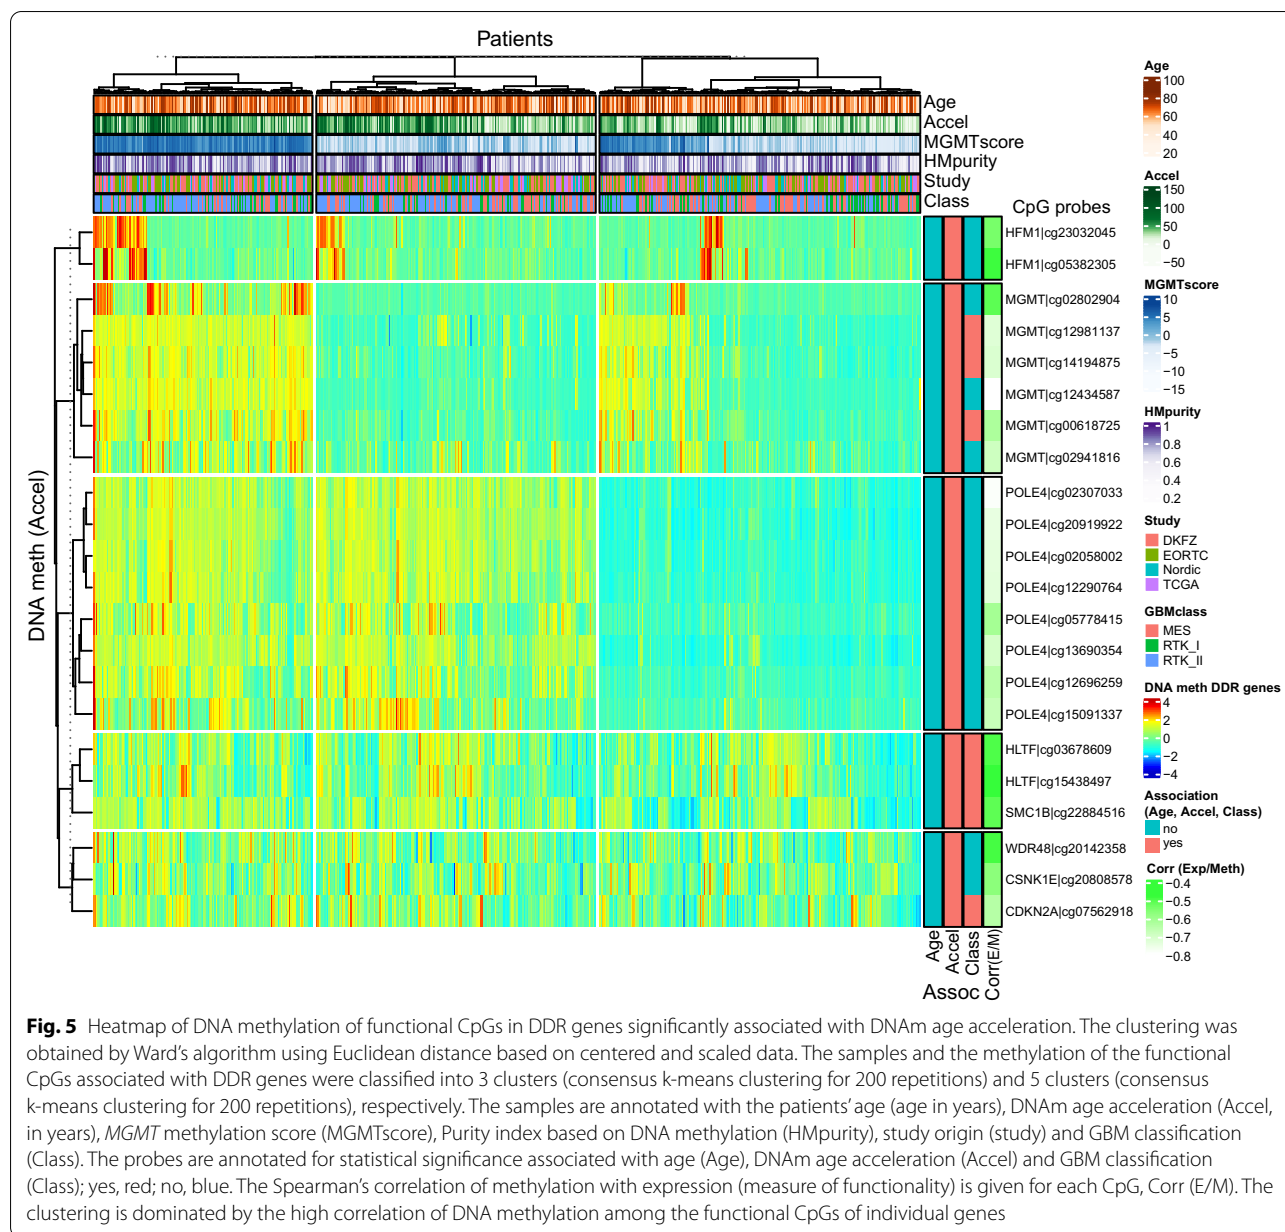 Patients
Age
Accel
MGMTscore
HMpurity
Study
Class
CpG probes
DNA meth (Accel)
HFM1|cg23032045
HFM1|cg05382305
MGMT|cg02802904
MGMT|cg12981137
MGMT|cg14194875
MGMT|cg12434587
MGMT|cg00618725
MGMT|cg02941816
POLE4|cg02307033
POLE4|cg20919922
POLE4|cg02058002
POLE4|cg12290764
POLE4|cg05778415
POLE4|cg13690354
POLE4|cg12696259
POLE4|cg15091337
HLTF|cg03678609
HLTF|cg15438497
SMC1B|cg22884516
WDR48|cg20142358
CSNK1E|cg20808578
CDKN2A|cg07562918
Age
Accel
Class
Corr(E/M)
Assoc
Age
100
80
60
40
20
Accel
150
100
50
0
−50
MGMTscore
10
5
0
−5
−10
−15
HMpurity
1
0.8
0.6
0.4
0.2
Study
DKFZ
EORTC
Nordic
TCGA
GBMclass
MES
RTK_I
RTK_II
DNA meth DDR genes
4
2
0
−2
−4
Association
(Age, Accel, Class)
no
yes
Corr (Exp/Meth)
−0.4
−0.5
−0.6
−0.7
−0.8
Fig. 5 Heatmap of DNA methylation of functional CpGs in DDR genes significantly associated with DNAm age acceleration. The clustering was
obtained by Ward's algorithm using Euclidean distance based on centered and scaled data. The samples and the methylation of the functional
CpGs associated with DDR genes were classified into 3 clusters (consensus k-means clustering for 200 repetitions) and 5 clusters (consensus
k-means clustering for 200 repetitions), respectively. The samples are annotated with the patients' age (age in years), DNAm age acceleration (Accel,
in years), MGMT methylation score (MGMTscore), Purity index based on DNA methylation (HMpurity), study origin (study) and GBM classification
(Class). The probes are annotated for statistical significance associated with age (Age), DNAm age acceleration (Accel) and GBM classification
(Class); yes, red; no, blue. The Spearman's correlation of methylation with expression (measure of functionality) is given for each CpG, Corr (E/M). The
clustering is dominated by the high correlation of DNA methylation among the functional CpGs of individual genes